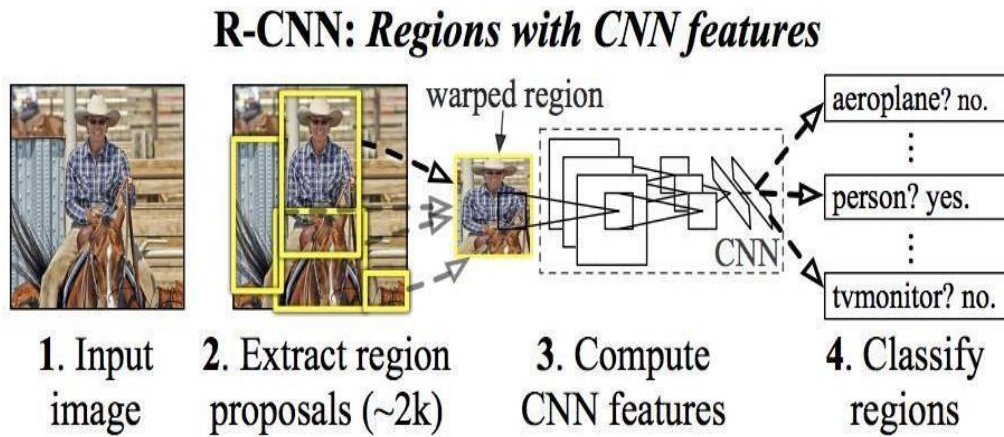 R-CNN: Regions with CNN features
warped region
aeroplane? no.
person? yes.
tvmonitor? no.
CNN
1. Input
image
2. Extract region
proposals (~2k)
3. Compute
CNN features
4. Classify
regions